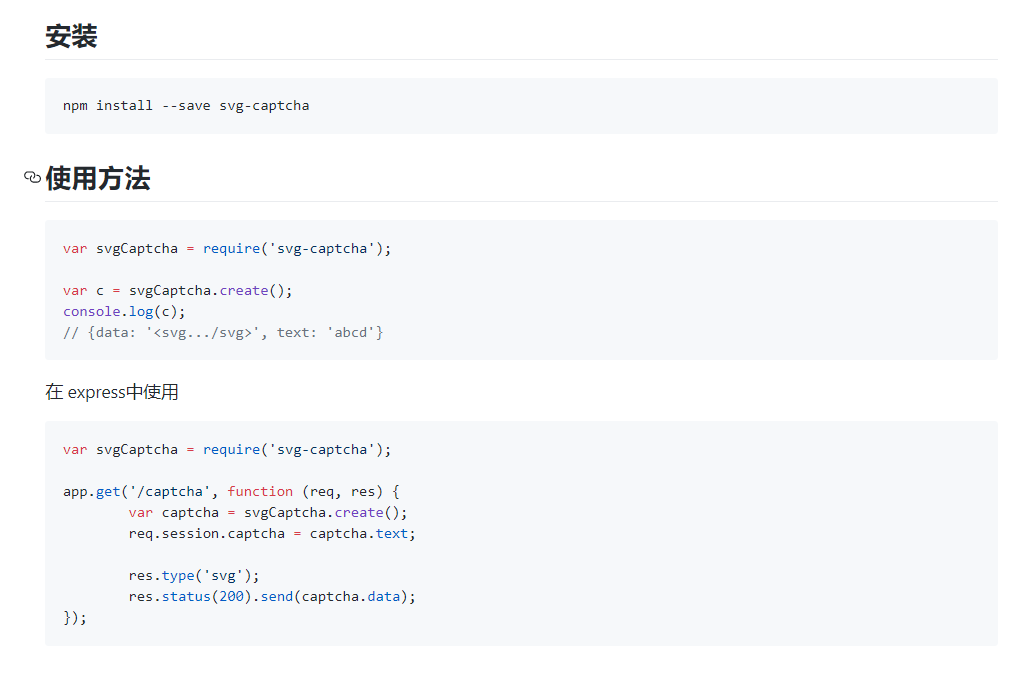 安装
npm install --save svg-captcha
使用方法
var svgCaptcha = require('svg-captcha');
var c = svgCaptcha.create();
console.log(c);
// {data: '<svg.../svg>', text: 'abcd'}
在 express中使用
var svgCaptcha = require('svg-captcha');
app.get('/captcha', function (req, res) {
        var captcha = svgCaptcha.create();
        req.session.captcha = captcha.text;
        res.type('svg');
        res.status(200).send(captcha.data);
});